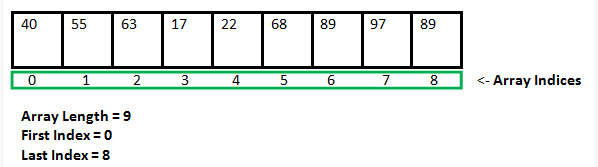 40 55 63 17 22 68 89 97 89
0 1 2 3 4 5 6 7 8 <- Array Indices
Array Length = 9
First Index = 0
Last Index = 8